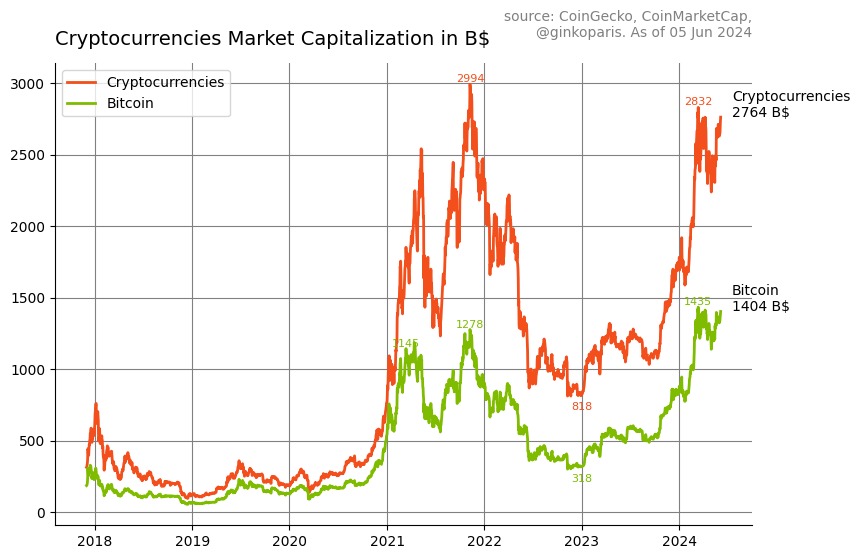 source: CoinGecko, CoinMarketCap,
@ginkoparis. As of 05 Jun 2024
Cryptocurrencies Market Capitalization in B$
Cryptocurrencies
Bitcoin
3000
2500
2000
1500
1000
500
0
2994
2832
1145
1278
1435
818
318
Cryptocurrencies
2764 B$
Bitcoin
1404 B$
2018 2019 2020 2021 2022 2023 2024